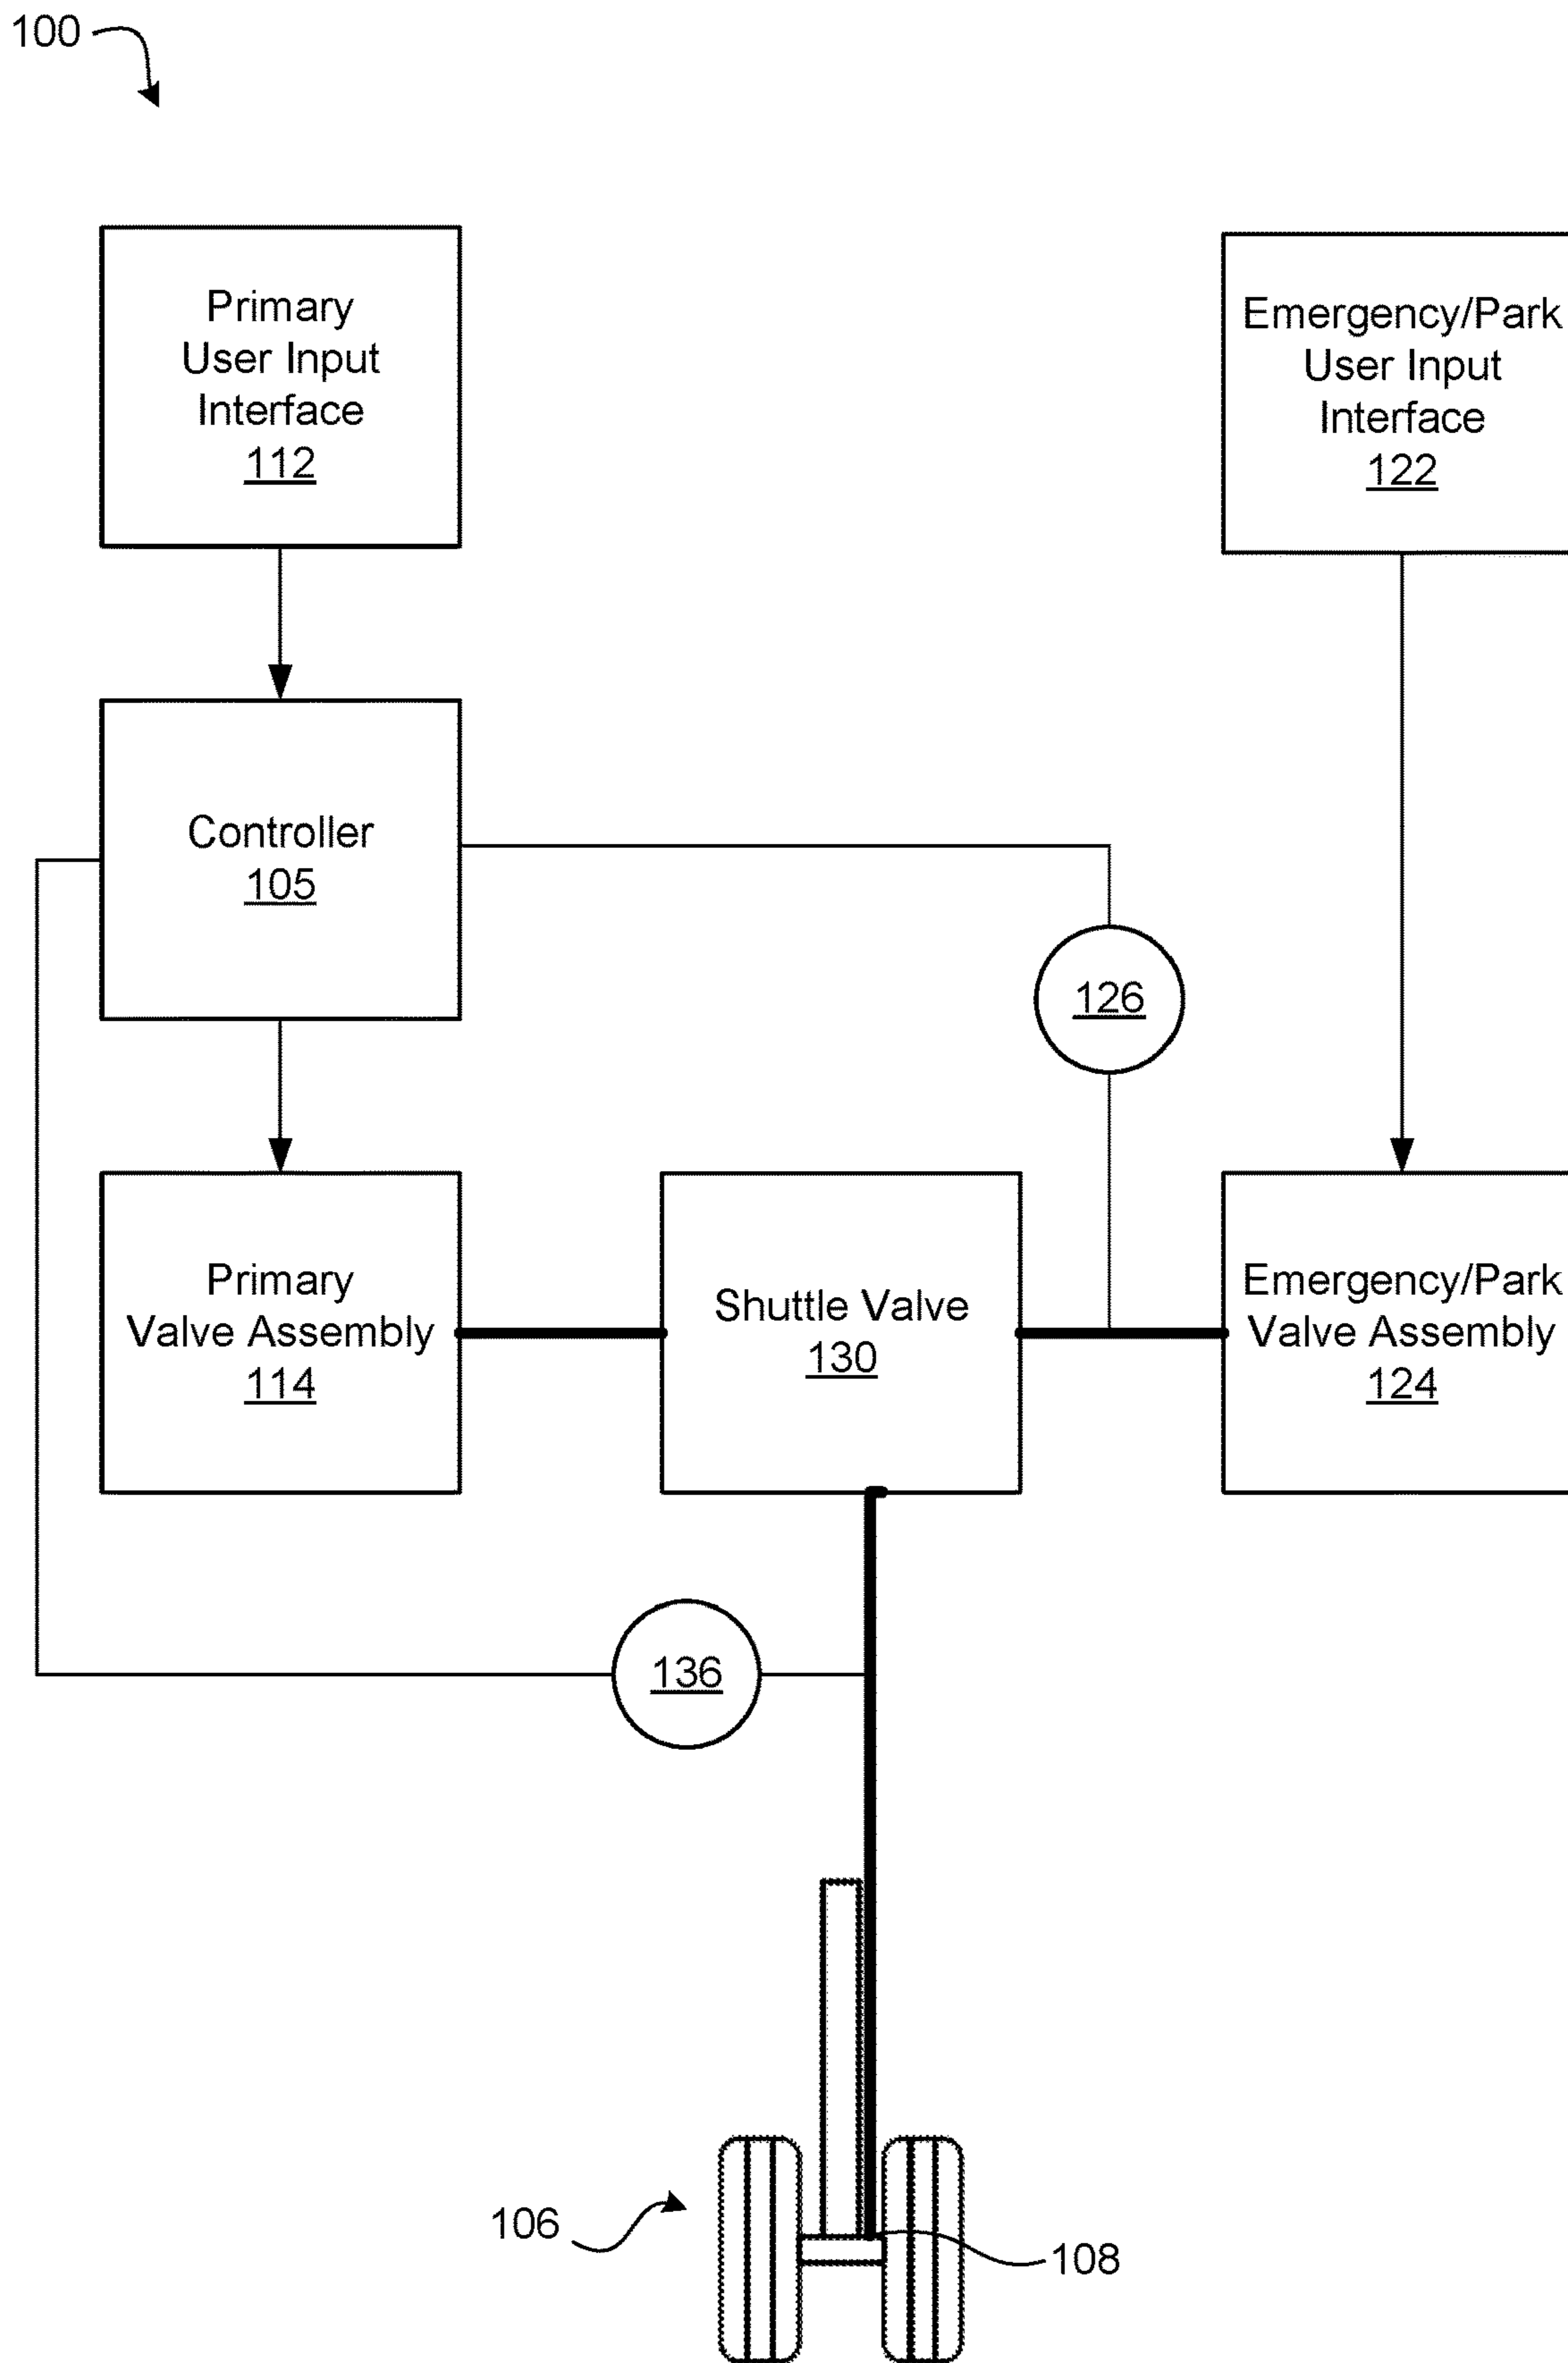 100
Primary
User Input
Interface
112
Emergency/Park
User Input
Interface
122
Controller
105
126
Primary
Valve Assembly
114
Shuttle Valve
130
Emergency/Park
Valve Assembly
124
136
106
108